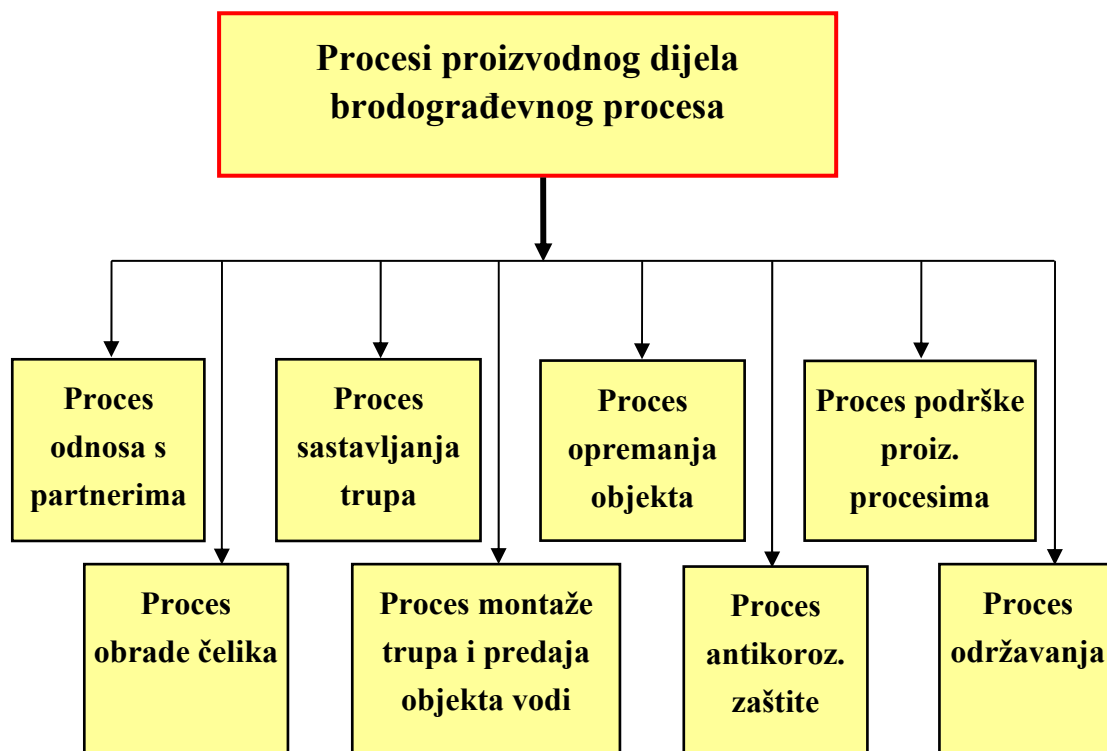 Procesi proizvodnog dijela
brodograđevnog procesa
Proces
odnosa s
partnerima
Proces
sastavljanja
trupa
Proces
opremanja
objekta
Proces podrške
proiz.
procesima
Proces
obrade čelika
Proces montaže
trupa i predaja
objekta vodi
Proces
antikoroz.
zaštite
Proces
održavanja